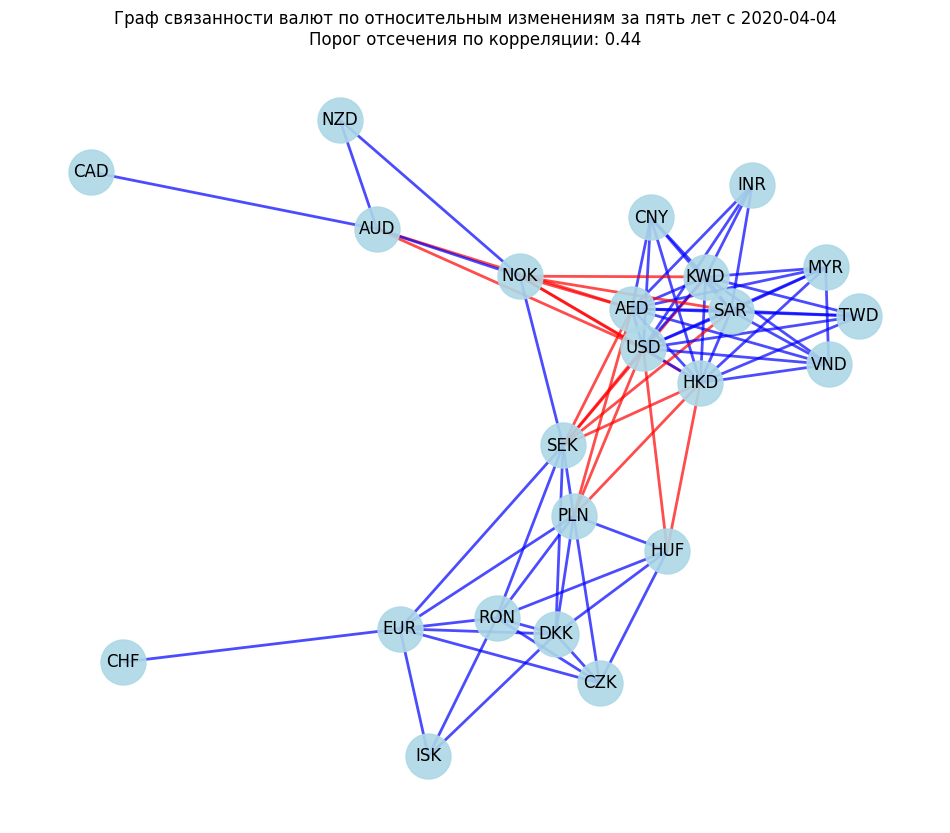 Граф связанности валют по относительным изменениям за пять лет с 2020-04-04
Порог отсечения по корреляции: 0.44
NZD
CAD
INR
CNY
AUD
MYR
NOK
KWD
AED
SAR
TWD
USD
VND
HKD
SEK
PLN
HUF
RON
EUR
DKK
CHF
CZK
ISK